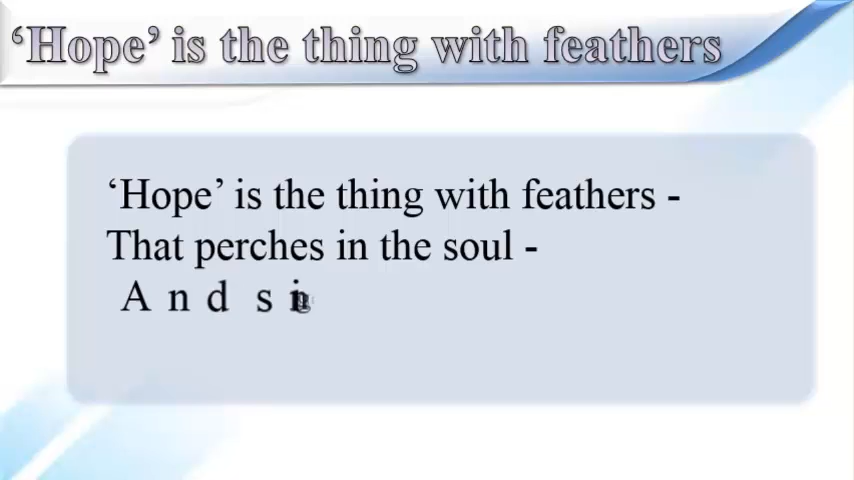 ‘Hope’ is the thing with feathers
‘Hope’ is the thing with feathers -
That perches in the soul -
And